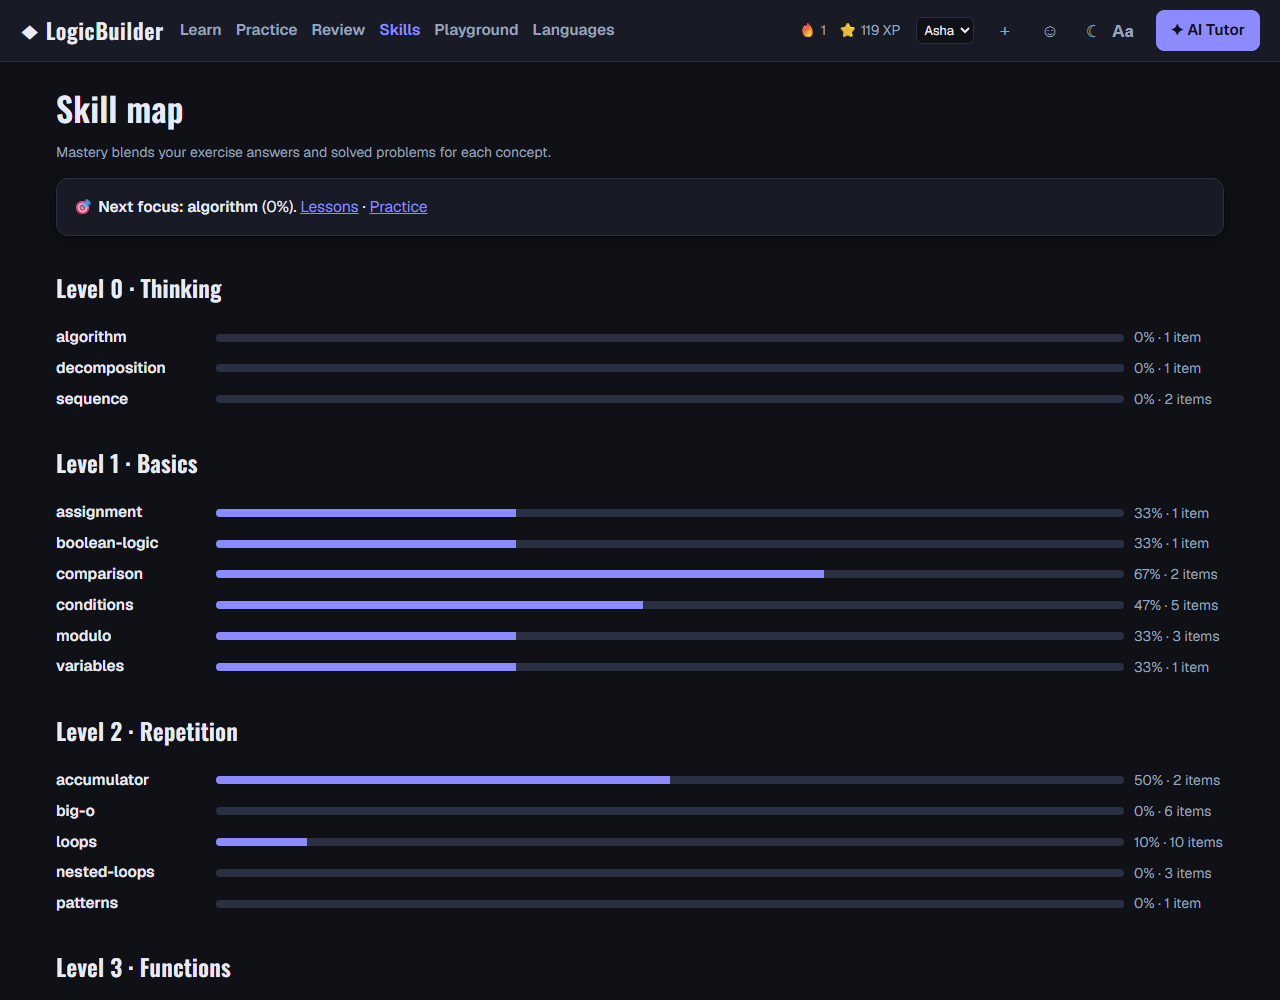 ◆ LogicBuilder Learn Practice Review Skills Playground Languages 🔥 1 ⭐ 119 XP Asha + ☺ ☾ Aa ✦ AI Tutor
Skill map
Mastery blends your exercise answers and solved problems for each concept.
🎯 Next focus: algorithm (0%). Lessons · Practice
Level 0 · Thinking
algorithm 0% · 1 item
decomposition 0% · 1 item
sequence 0% · 2 items
Level 1 · Basics
assignment 33% · 1 item
boolean-logic 33% · 1 item
comparison 67% · 2 items
conditions 47% · 5 items
modulo 33% · 3 items
variables 33% · 1 item
Level 2 · Repetition
accumulator 50% · 2 items
big-o 0% · 6 items
loops 10% · 10 items
nested-loops 0% · 3 items
patterns 0% · 1 item
Level 3 · Functions